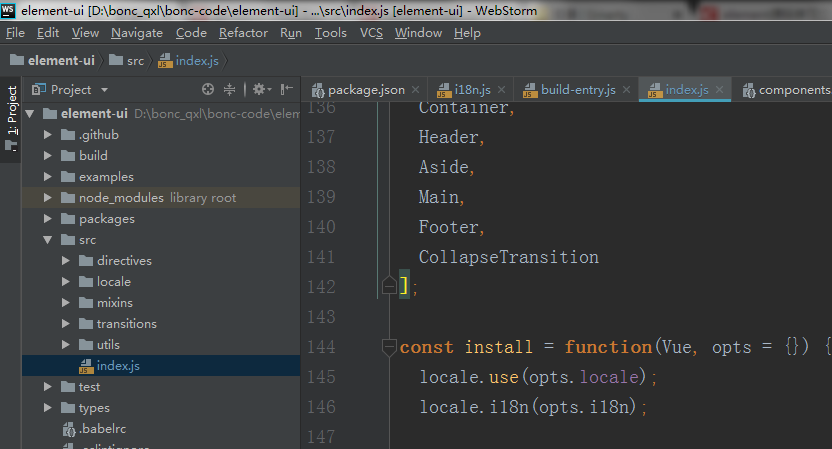 element-ui [D:\bonc_qxl\bonc-code\element-ui] - ...\src\index.js [element-ui] - WebStorm
File Edit View Navigate Code Refactor Run Tools VCS Window Help
element-ui src index.js
1: Project
Project
package.json i18n.js build-entry.js index.js components.
element-ui D:\bonc_qxl\bonc-code\elem
.github
build
examples
node_modules library root
packages
src
directives
locale
mixins
transitions
utils
index.js
test
types
.babelrc
.eslintignore
136 Container,
137 Header,
138 Aside,
139 Main,
140 Footer,
141 CollapseTransition
142 ];
143
144 const install = function(Vue, opts = {}) {
145 locale.use(opts.locale);
146 locale.i18n(opts.i18n);
147